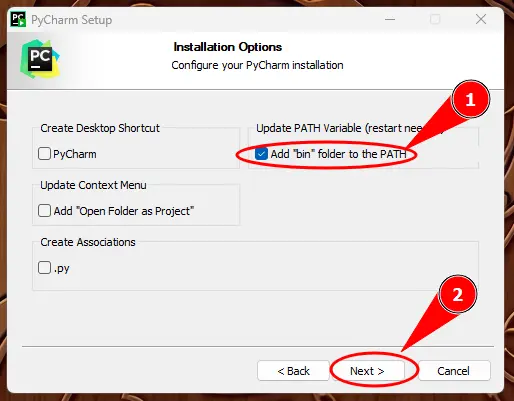 PyCharm Setup
PC
Installation Options
Configure your PyCharm installation
1
Create Desktop Shortcut
Update PATH Variable (restart
PyCharm
Add "bin" folder to the PATH
Update Context Menu
Add "Open Folder as Project"
Create Associations
.py
2
< Back
Next >
Cancel